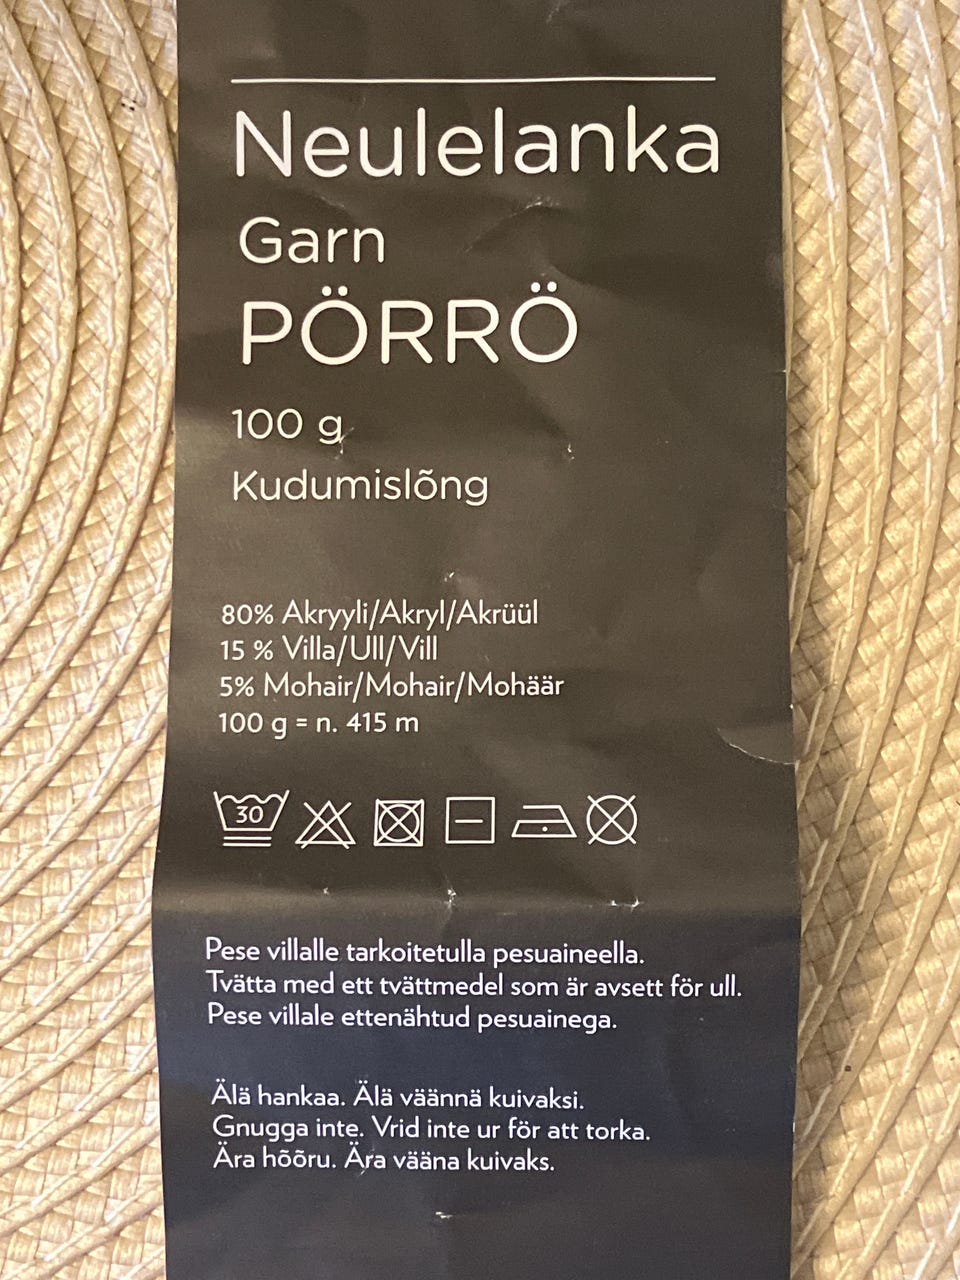 Neulelanka
Garn
PÖRRÖ
100 g
Kudumislõng
80% Akryyli/Akryl/Akrüül
15 % Villa/Ull/Vill
5% Mohair/Mohair/Mohäär
100 g = n. 415 m
30
Pese villalle tarkoitetulla pesuaineella.
Tvätta med ett tvättmedel som är avsett för ull.
Pese villale ettenähtud pesuainega.
Älä hankaa. Älä väännä kuivaksi.
Gnugga inte. Vrid inte ur för att torka.
Ära hõõru. Ära vääna kuivaks.